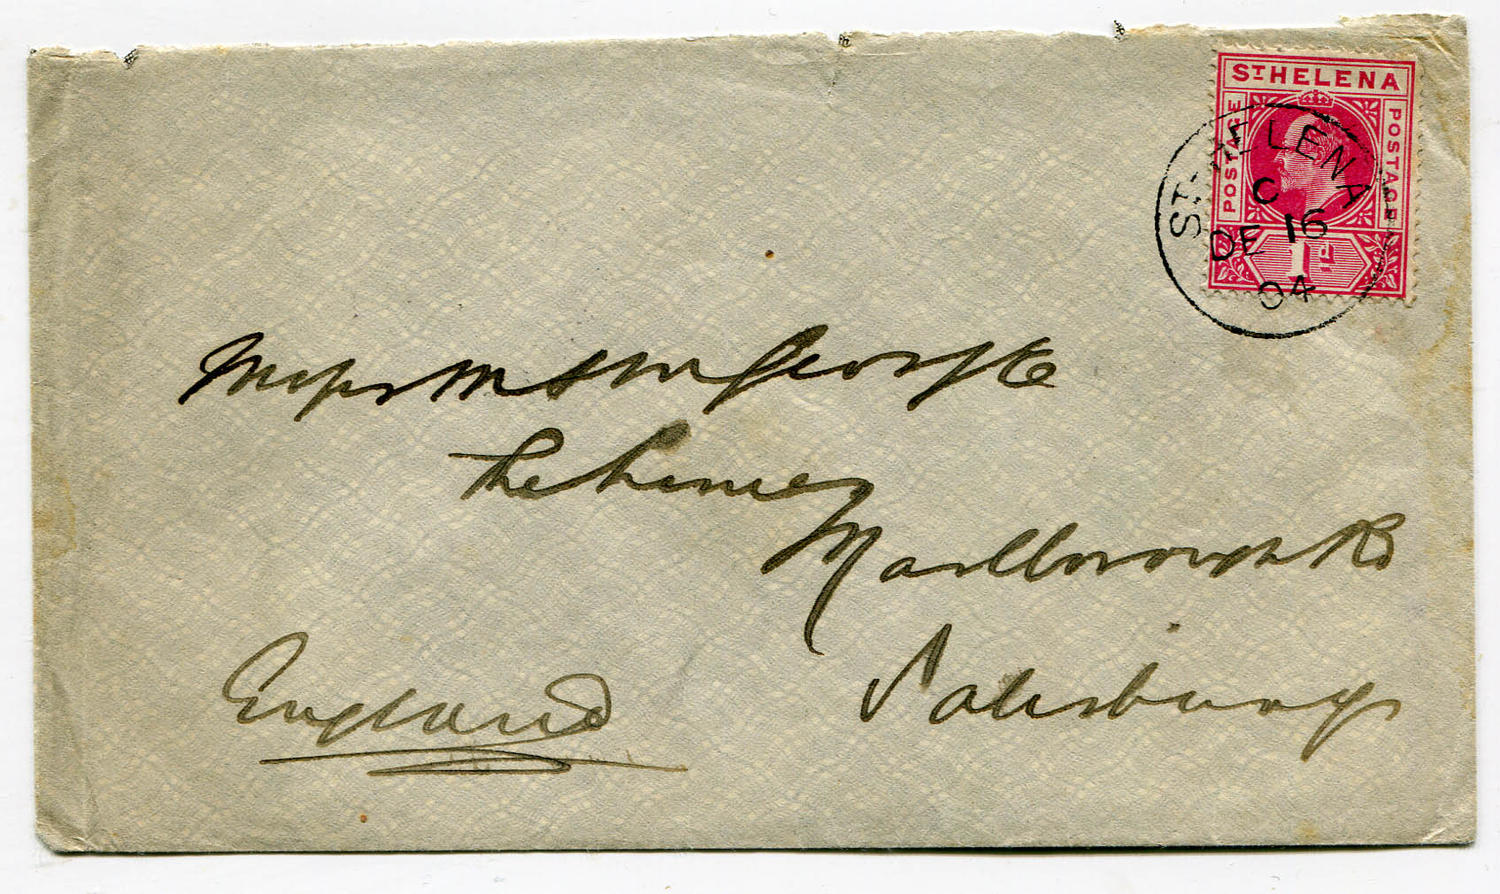 ST HELENA
POSTAGE
POSTAGE
1d
ST. HELENA
C
DE 16
04
The
Marlborough Rd
Salisbury
England